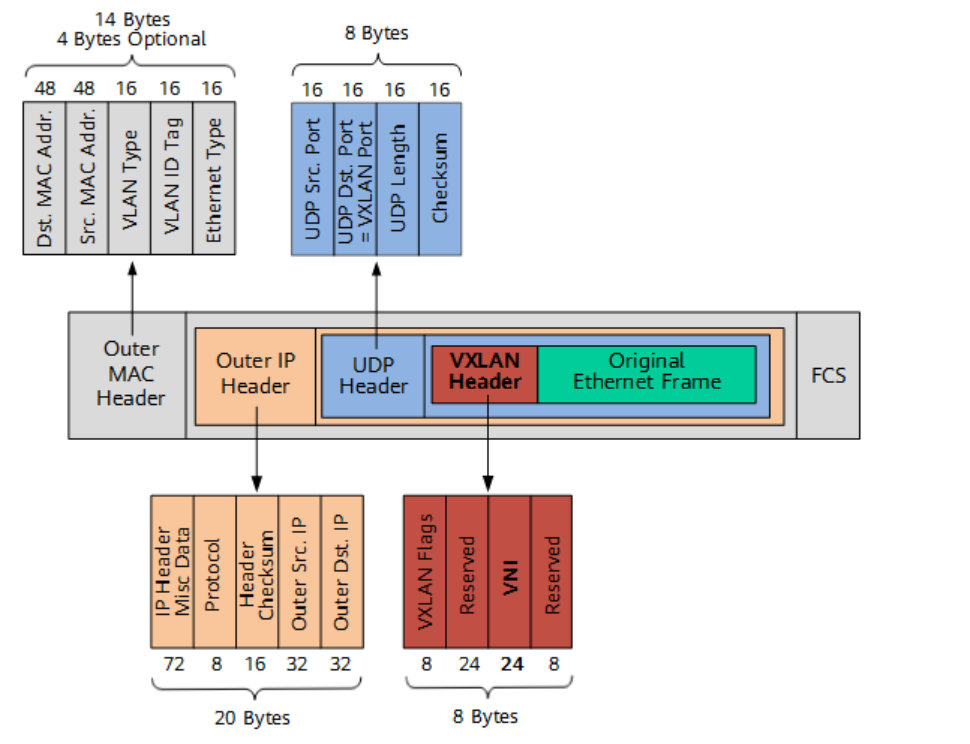 14 Bytes
4 Bytes Optional
8 Bytes
48 48 16 16 16
16 16 16 16
Dst. MAC Addr.
Src. MAC Addr.
VLAN Type
VLAN ID Tag
Ethernet Type
UDP Src. Port
UDP Dst. Port
= VXLAN Port
UDP Length
Checksum
Outer
MAC
Header
Outer IP
Header
UDP
Header
VXLAN
Header
Original
Ethernet Frame
FCS
IP Header
Misc Data
Protocol
Header
Checksum
Outer Src. IP
Outer Dst. IP
VXLAN Flags
Reserved
VNI
Reserved
72 8 16 32 32
8 24 24 8
20 Bytes
8 Bytes